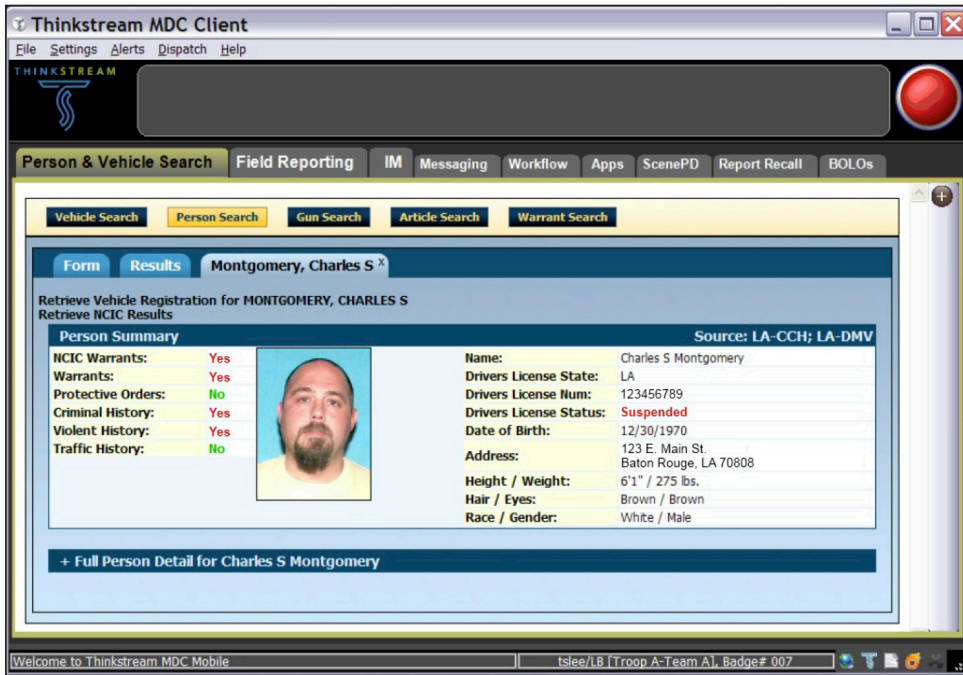 Thinkstream MDC Client
File Settings Alerts Dispatch Help
THINKSTREAM
Person & Vehicle Search Field Reporting IM Messaging Workflow Apps ScenePD Report Recall BOLOs
Vehicle Search Person Search Gun Search Article Search Warrant Search
Form Results Montgomery, Charles S X
Retrieve Vehicle Registration for MONTGOMERY, CHARLES S
Retrieve NCIC Results
Person Summary Source: LA-CCH; LA-DMV
NCIC Warrants: Yes
Warrants: Yes
Protective Orders: No
Criminal History: Yes
Violent History: Yes
Traffic History: No
Name: Charles S Montgomery
Drivers License State: LA
Drivers License Num: 123456789
Drivers License Status: Suspended
Date of Birth: 12/30/1970
Address: 123 E. Main St.
Baton Rouge, LA 70808
Height / Weight: 6'1" / 275 lbs.
Hair / Eyes: Brown / Brown
Race / Gender: White / Male
+ Full Person Detail for Charles S Montgomery
Welcome to Thinkstream MDC Mobile tslee/LB [Troop A-Team A], Badge# 007